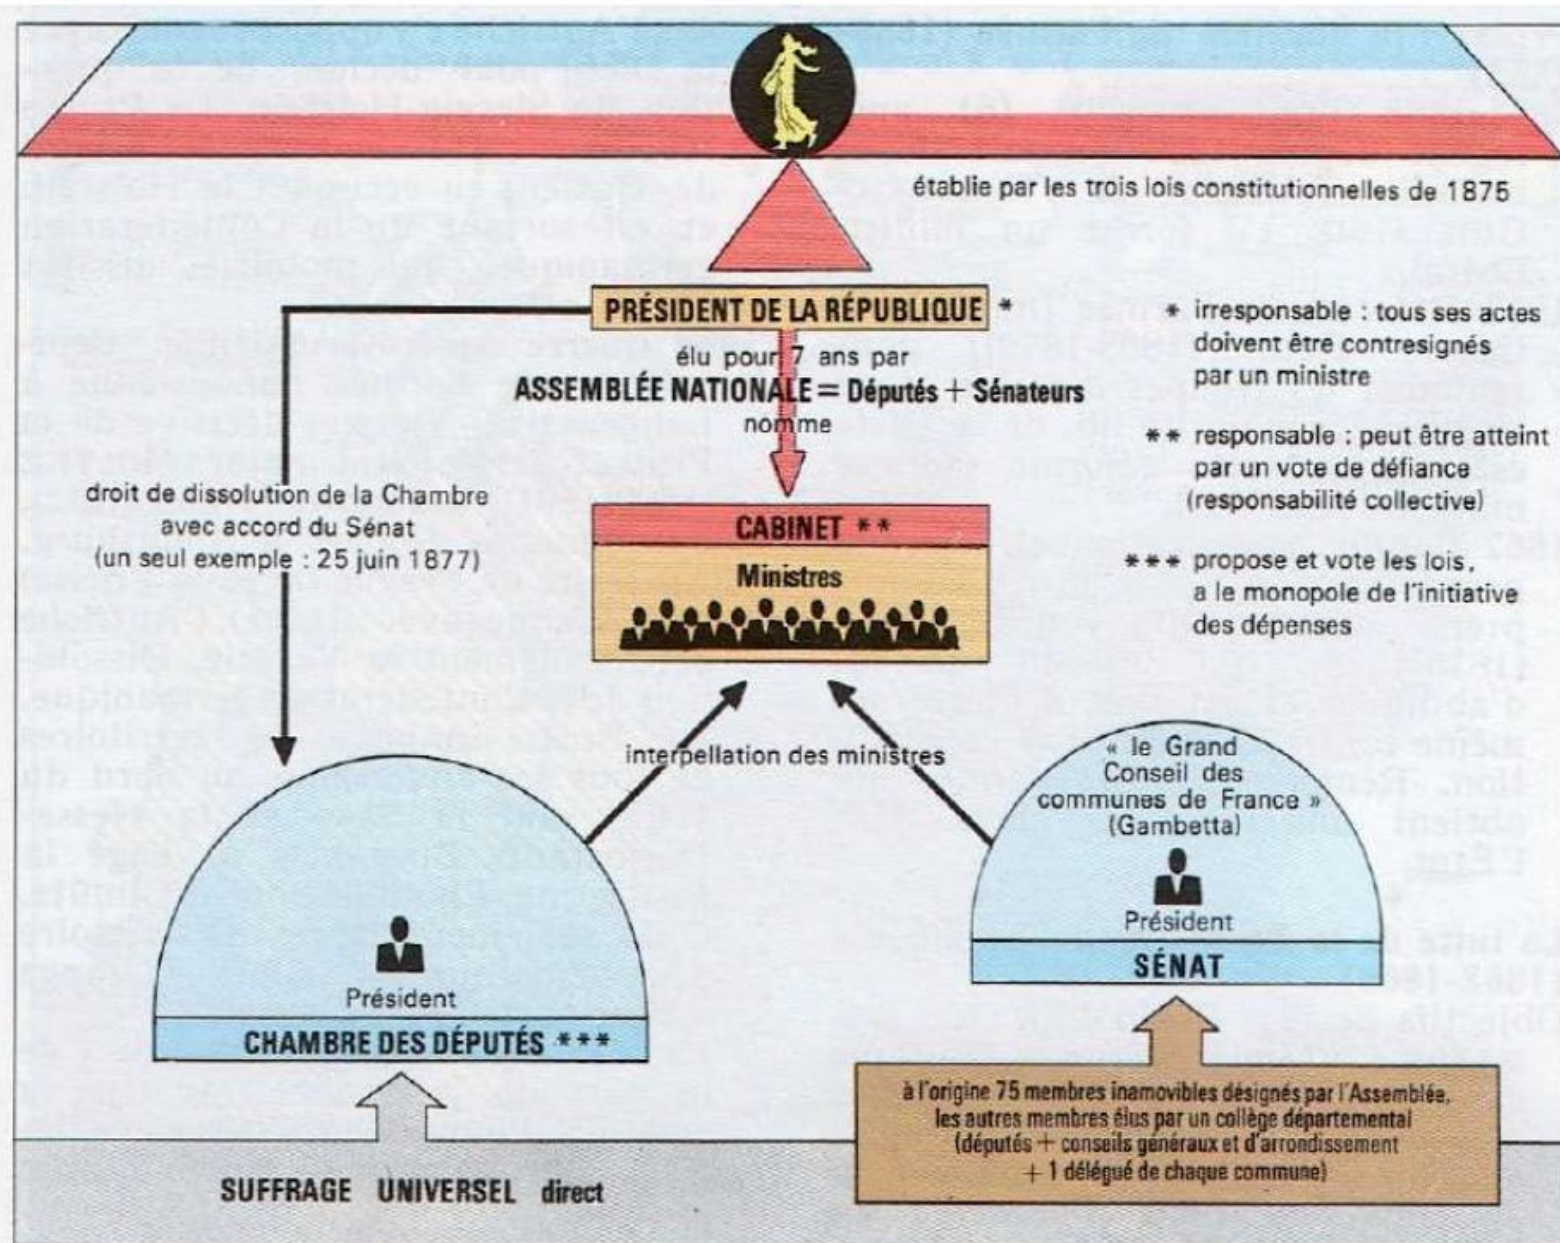 établie par les trois lois constitutionnelles de 1875
PRÉSIDENT DE LA RÉPUBLIQUE *
élu pour 7 ans par
ASSEMBLÉE NATIONALE = Députés + Sénateurs
nomme
* irresponsable : tous ses actes
doivent être contresignés
par un ministre
** responsable : peut être atteint
par un vote de défiance
(responsabilité collective)
*** propose et vote les lois,
a le monopole de l'initiative
des dépenses
droit de dissolution de la Chambre
avec accord du Sénat
(un seul exemple : 25 juin 1877)
CABINET **
Ministres
interpellation des ministres
« le Grand
Conseil des
communes de France »
(Gambetta)
Président
SÉNAT
Président
CHAMBRE DES DÉPUTÉS ***
à l'origine 75 membres inamovibles désignés par l'Assemblée,
les autres membres élus par un collège départemental
(députés + conseils généraux et d'arrondissement
+ 1 délégué de chaque commune)
SUFFRAGE UNIVERSEL direct